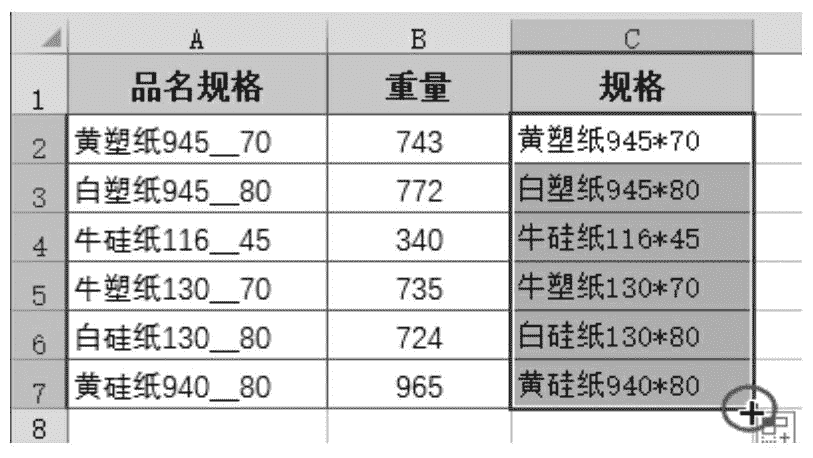 A B C
1 品名规格 重量 规格
2 黄塑纸945__70 743 黄塑纸945*70
3 白塑纸945__80 772 白塑纸945*80
4 牛硅纸116__45 340 牛硅纸116*45
5 牛塑纸130__70 735 牛塑纸130*70
6 白硅纸130__80 724 白硅纸130*80
7 黄硅纸940__80 965 黄硅纸940*80
8